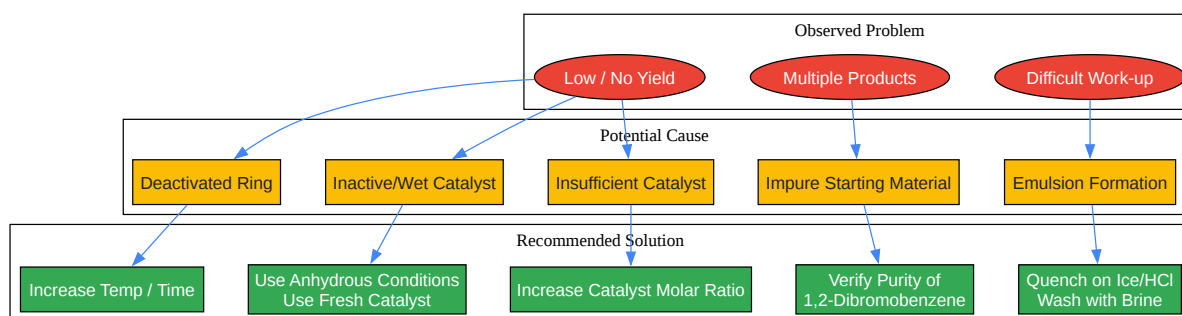 Observed Problem
Low / No Yield
Multiple Products
Difficult Work-up
Potential Cause
Deactivated Ring
Inactive/Wet Catalyst
Insufficient Catalyst
Impure Starting Material
Emulsion Formation
Recommended Solution
Increase Temp / Time
Use Anhydrous Conditions
Use Fresh Catalyst
Increase Catalyst Molar Ratio
Verify Purity of
1,2-Dibromobenzene
Quench on Ice/HCl
Wash with Brine